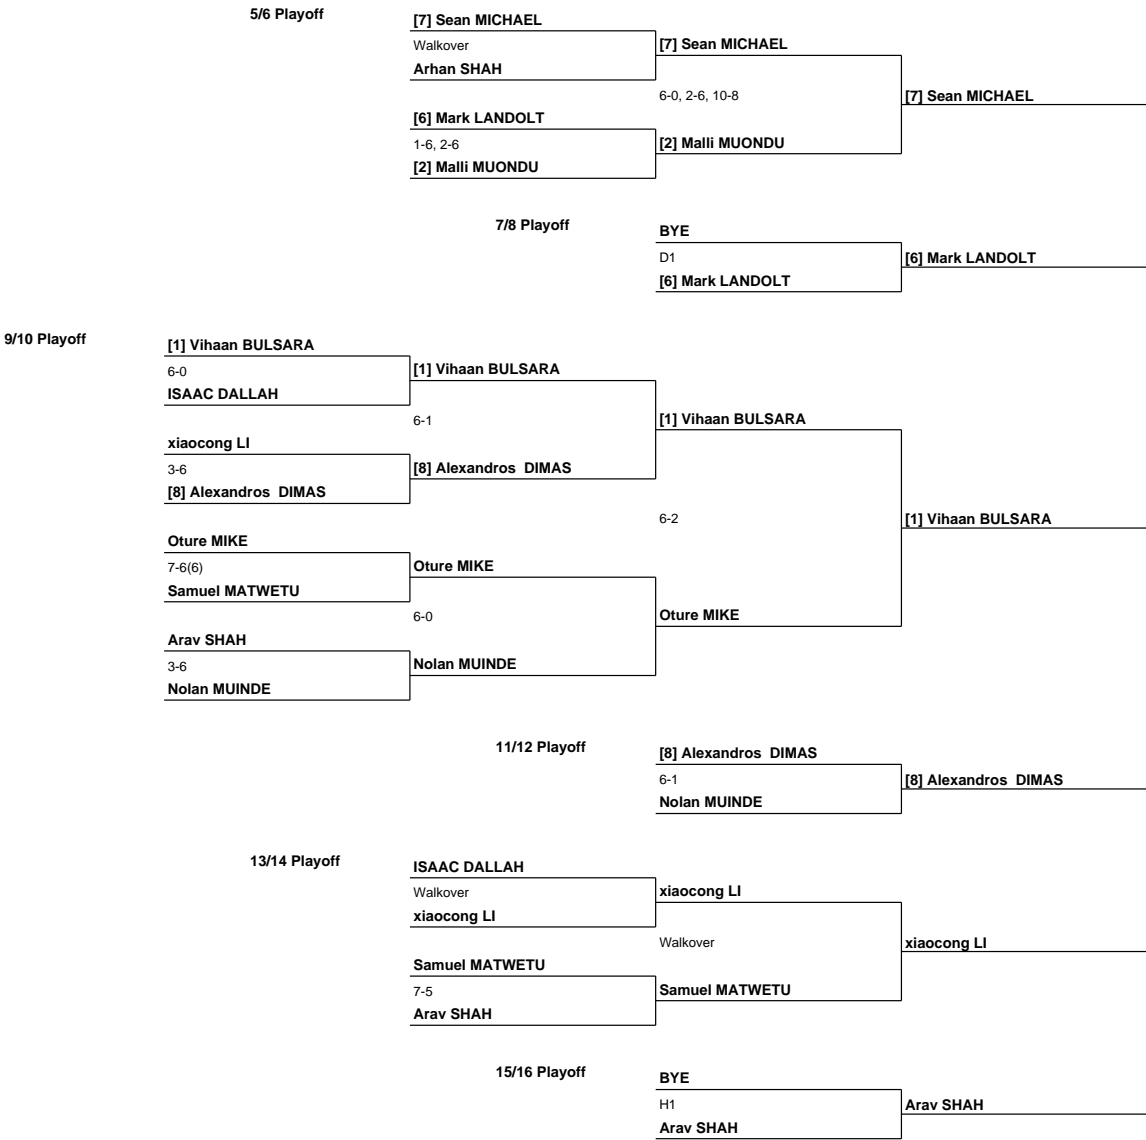 5/6 Playoff
[7] Sean MICHAEL
Walkover
[7] Sean MICHAEL
Arhan SHAH
6-0, 2-6, 10-8
[7] Sean MICHAEL
[6] Mark LANDOLT
1-6, 2-6
[2] Malli MUONDU
[2] Malli MUONDU
7/8 Playoff
BYE
D1
[6] Mark LANDOLT
[6] Mark LANDOLT
9/10 Playoff
[1] Vihaan BULSARA
6-0
[1] Vihaan BULSARA
ISAAC DALLAH
6-1
[1] Vihaan BULSARA
xiaocong LI
3-6
[8] Alexandros  DIMAS
[8] Alexandros  DIMAS
6-2
[1] Vihaan BULSARA
Oture MIKE
7-6(6)
Oture MIKE
Samuel MATWETU
6-0
Oture MIKE
Arav SHAH
3-6
Nolan MUINDE
Nolan MUINDE
11/12 Playoff
[8] Alexandros  DIMAS
6-1
[8] Alexandros  DIMAS
Nolan MUINDE
13/14 Playoff
ISAAC DALLAH
Walkover
xiaocong LI
xiaocong LI
Walkover
xiaocong LI
Samuel MATWETU
7-5
Samuel MATWETU
Arav SHAH
15/16 Playoff
BYE
H1
Arav SHAH
Arav SHAH